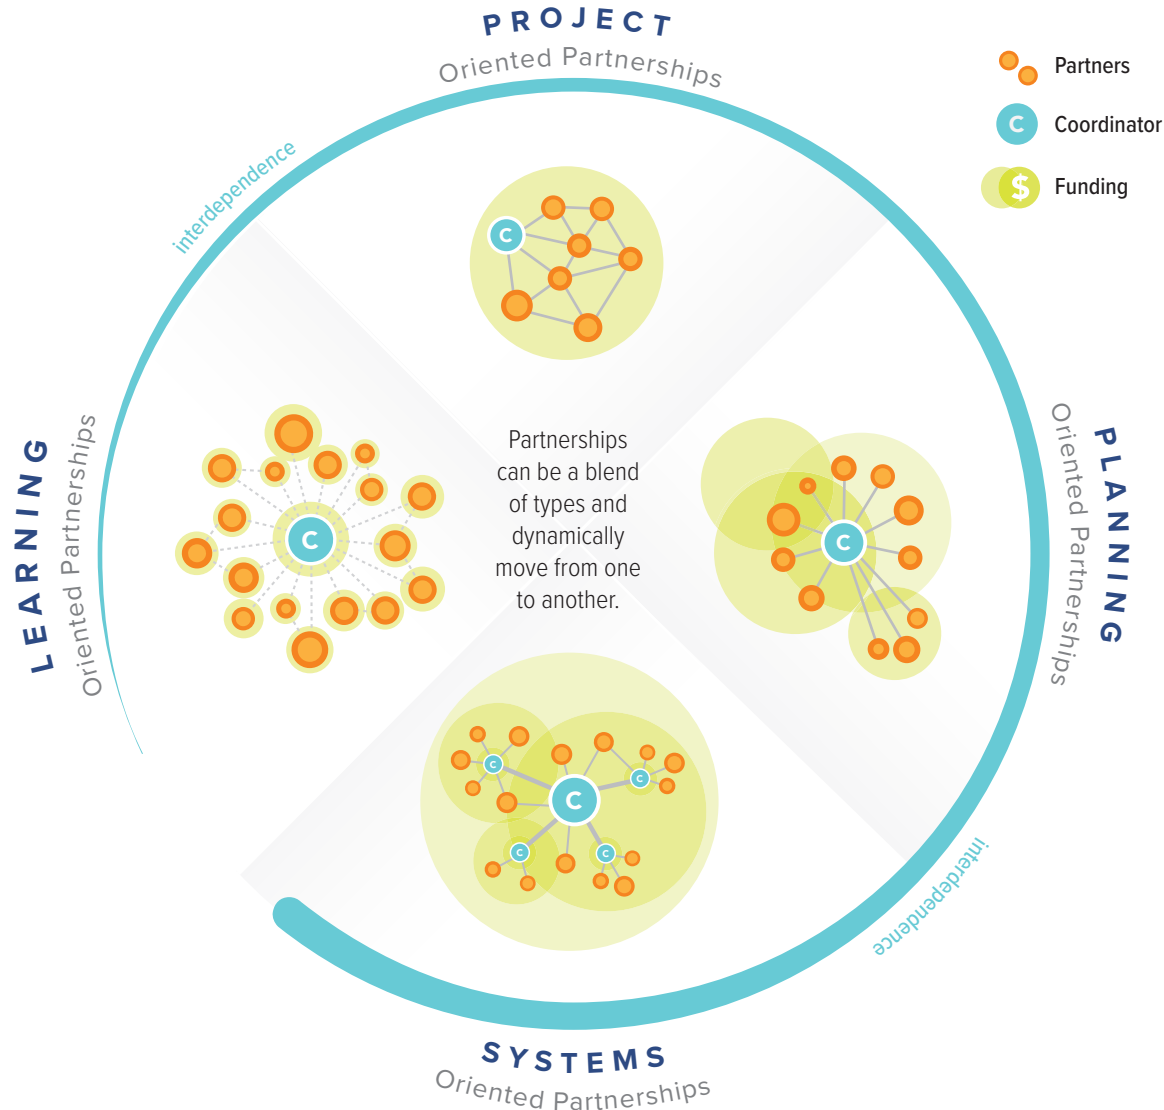 PROJECT
Oriented Partnerships
Partners
C
Coordinator
$
Funding
interdependence
C
LEARNING
Oriented Partnerships
C
Partnerships
can be a blend
of types and
dynamically
move from one
to another.
C
PLANNING
Oriented Partnerships
C
C
C
C
C
interdependence
SYSTEMS
Oriented Partnerships